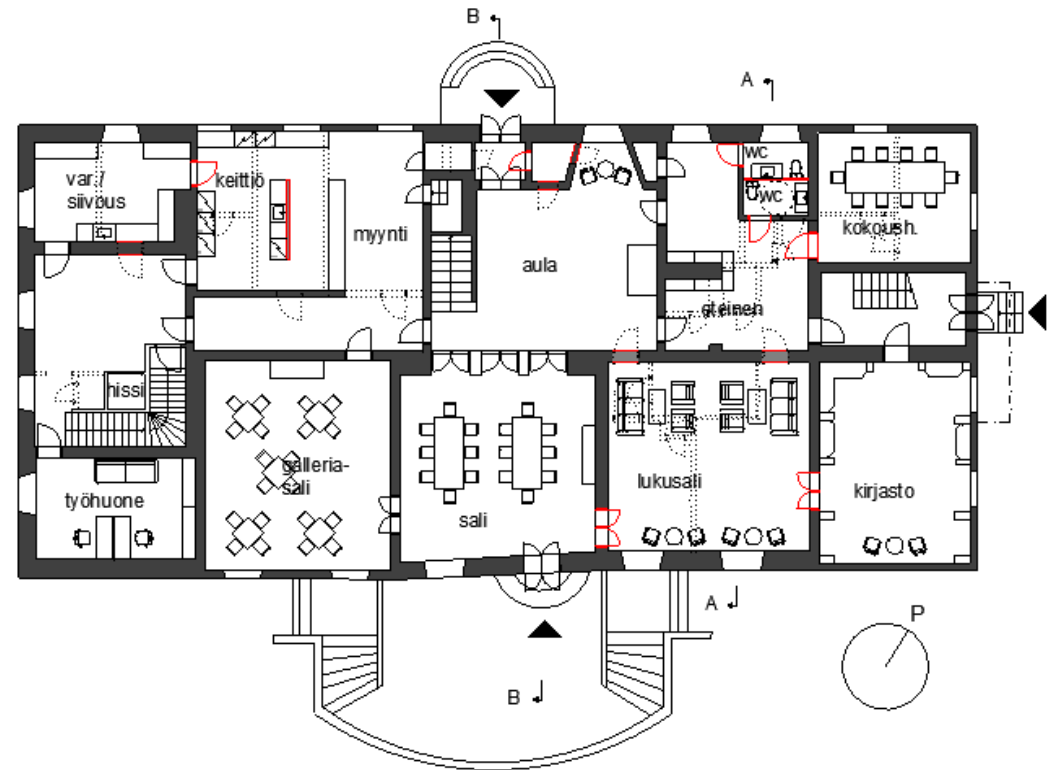 B
A
var./
siivous
keittiö
myynti
aula
wc
wc
kokoush.
eteinen
hissi
työhuone
galleria-
sali
sali
lukusali
kirjasto
A
P
B